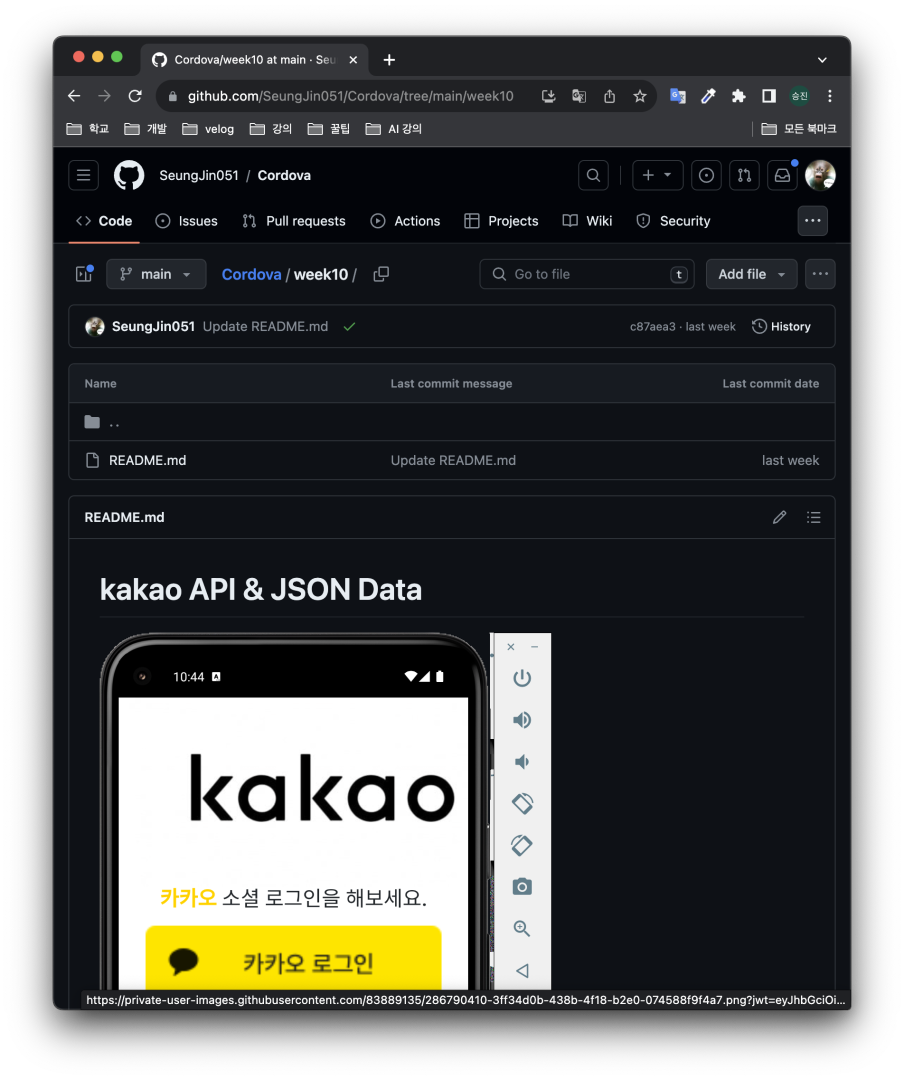 Cordova/week10 at main · Seu
github.com/SeungJin051/Cordova/tree/main/week10
승진
학교 개발 velog 강의 꿀팁 AI 강의 모든 북마크
SeungJin051 / Cordova
Code Issues Pull requests Actions Projects Wiki Security
main Cordova / week10 / Go to file t Add file
SeungJin051 Update README.md c87aea3 · last week History
Name Last commit message Last commit date
..
README.md Update README.md last week
README.md
kakao API & JSON Data
10:44 A
kakao
카카오 소셜 로그인을 해보세요.
카카오 로그인
https://private-user-images.githubusercontent.com/83889135/286790410-3ff34d0b-438b-4f18-b2e0-074588f9f4a7.png?jwt=eyJhbGciOi...